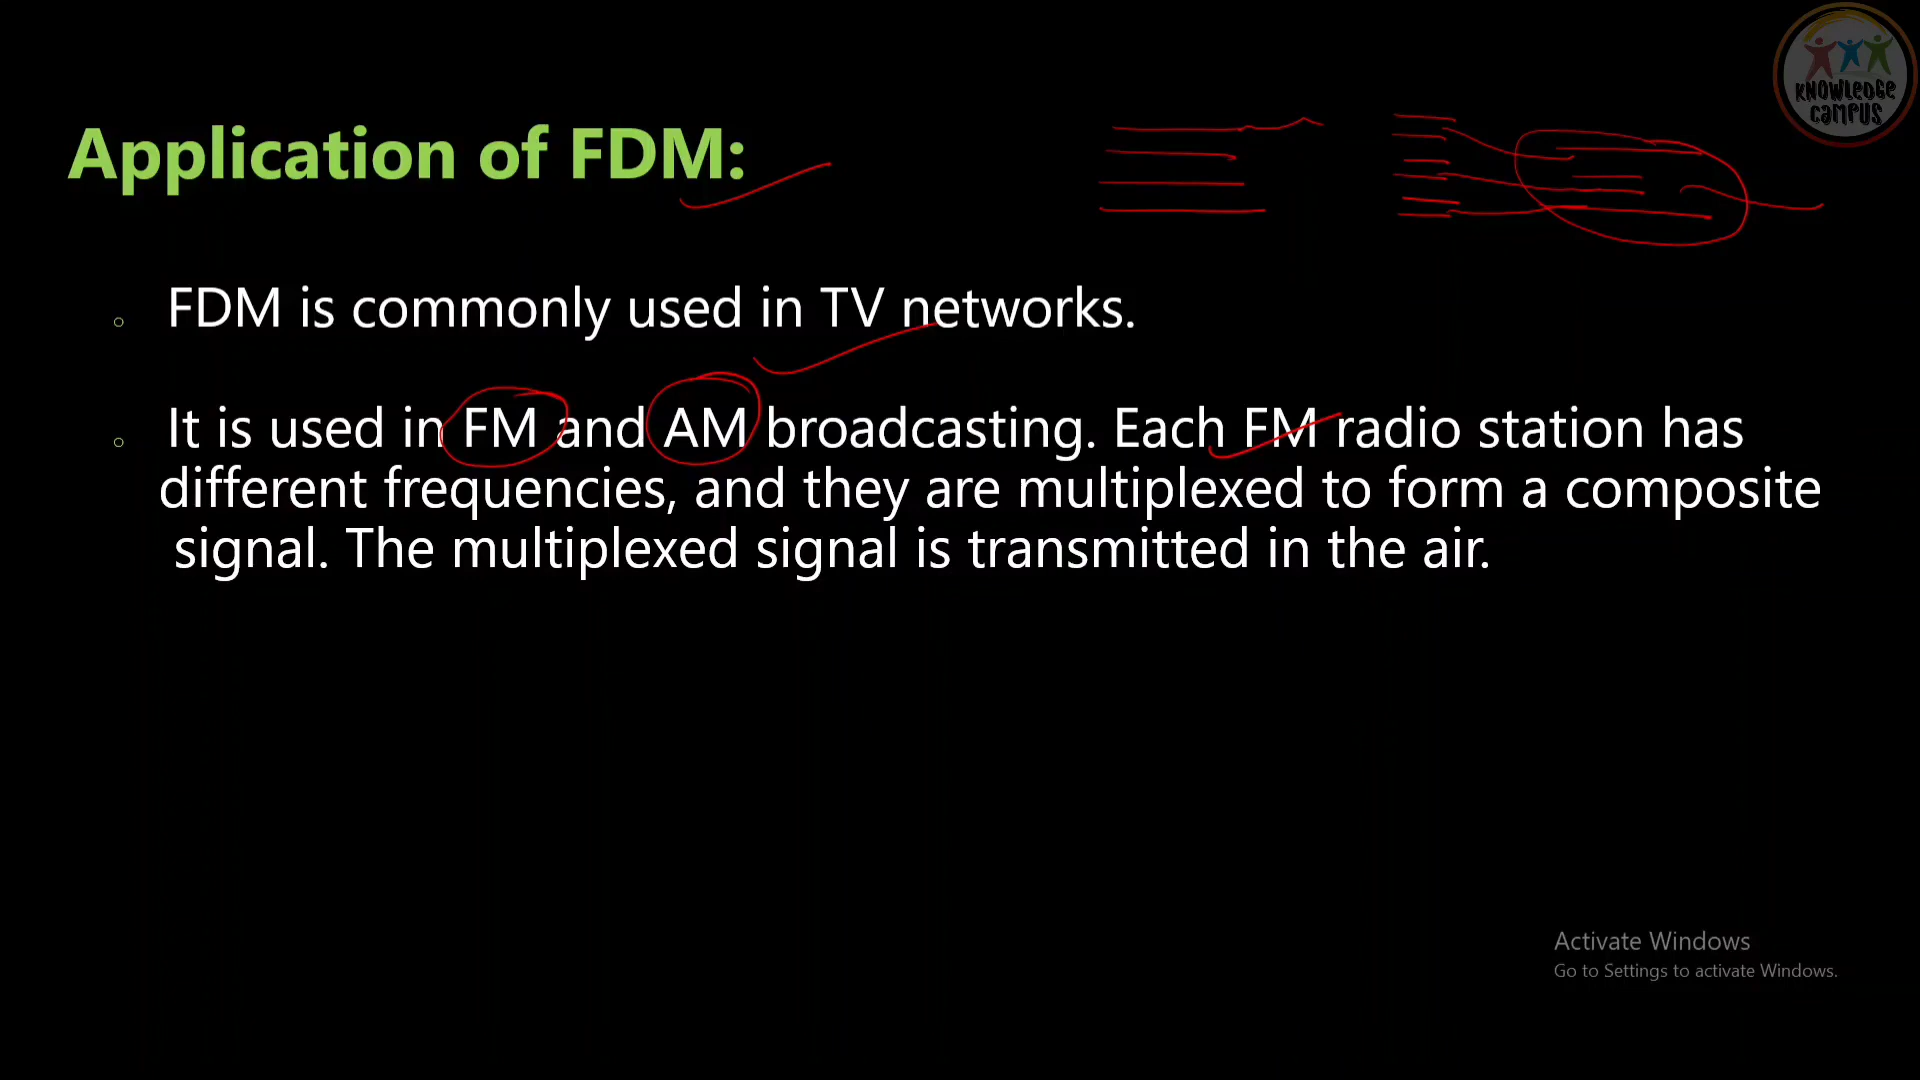 KNOWLEDGE
CAMPUS
Application of FDM:
FDM is commonly used in TV networks.
It is used in FM and AM broadcasting. Each FM radio station has
different frequencies, and they are multiplexed to form a composite
signal. The multiplexed signal is transmitted in the air.
Activate Windows
Go to Settings to activate Windows.